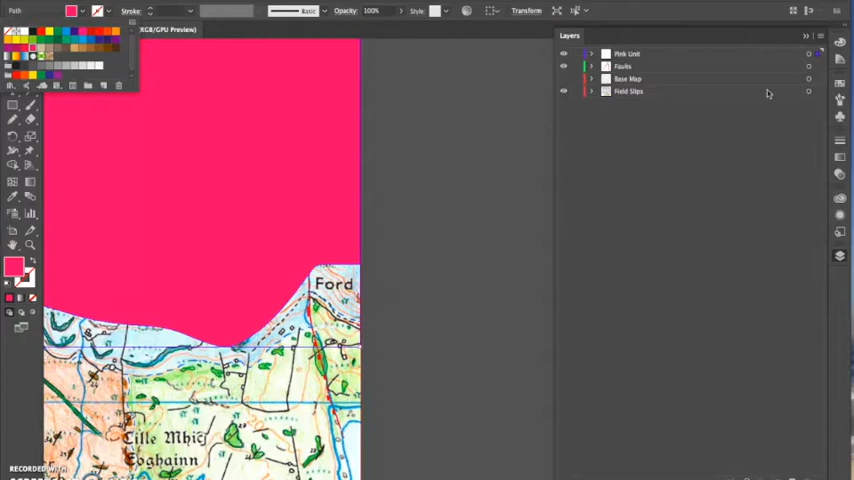 Path
Stroke:
Basic
Opacity: 100%
Style:
Transform
RGB/GPU Preview)
Layers
Pink Unit
Faults
Base Map
Field Slips
Ford
Cille Mhic
Eoghainn
RECORDED WITH